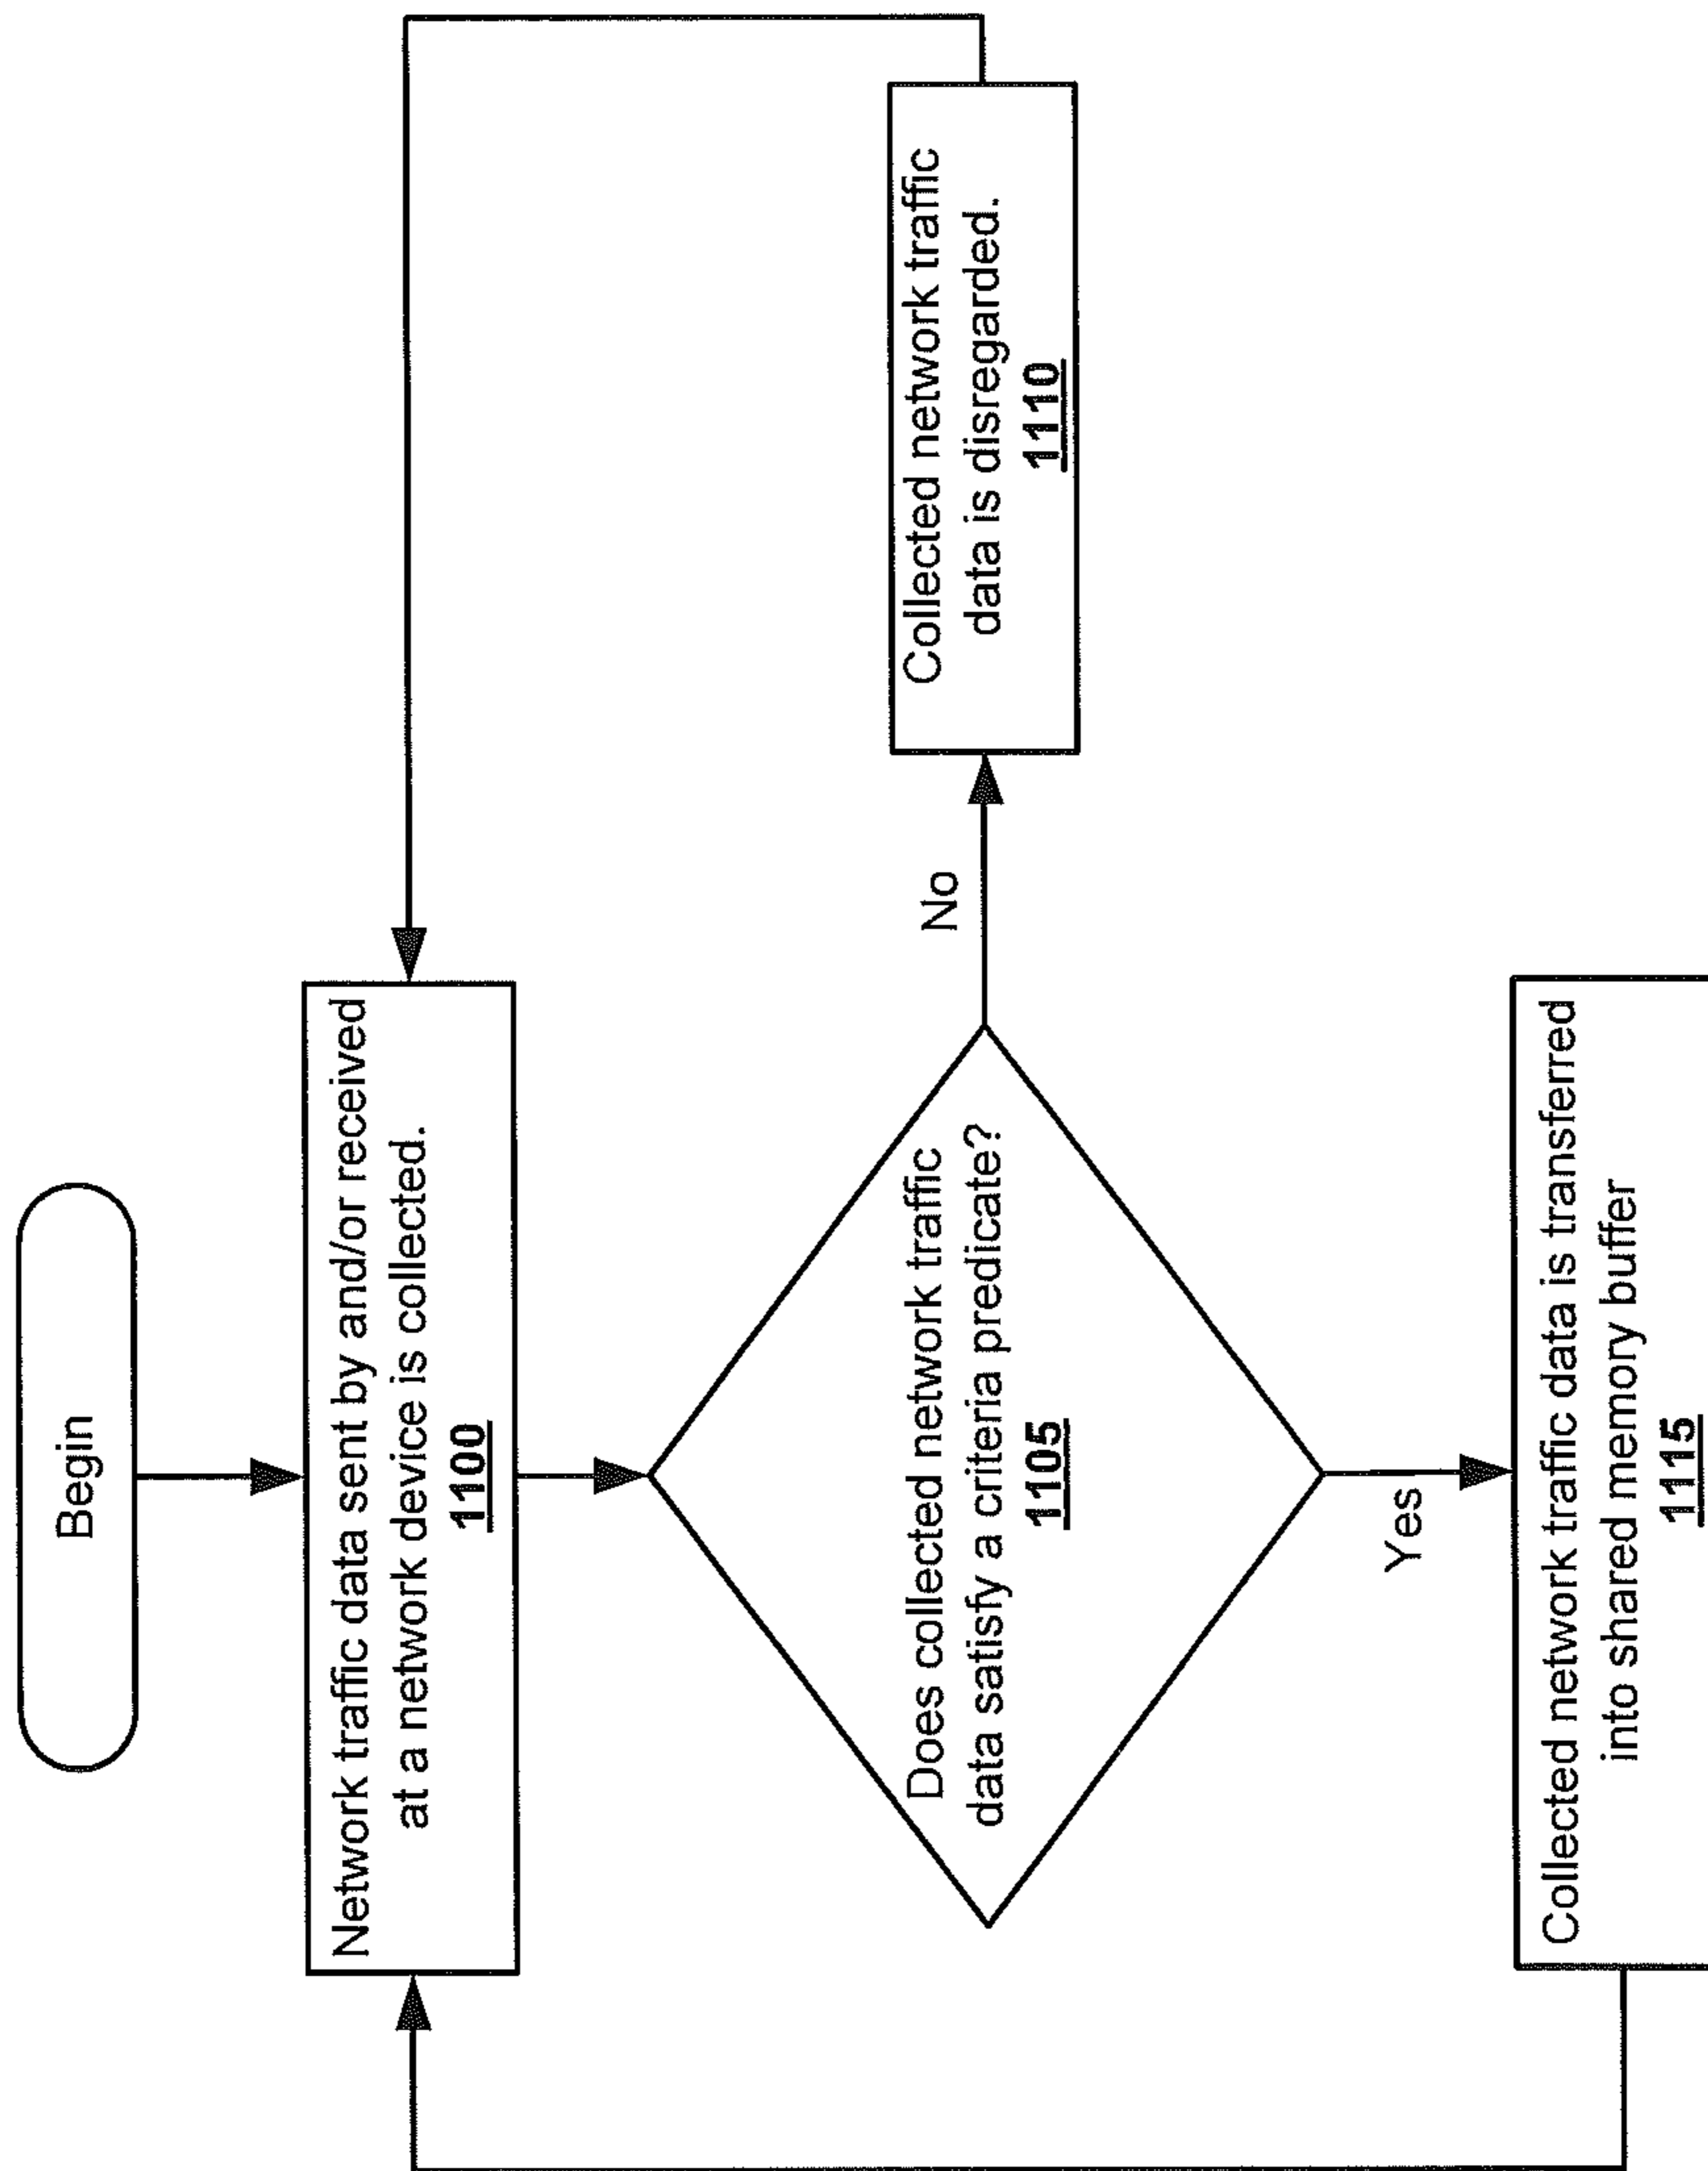 Begin
Network traffic data sent by and/or received
at a network device is collected.
1100
Does collected network traffic
data satisfy a criteria predicate?
1105
No
Collected network traffic
data is disregarded.
1110
Yes
Collected network traffic data is transferred
into shared memory buffer
1115